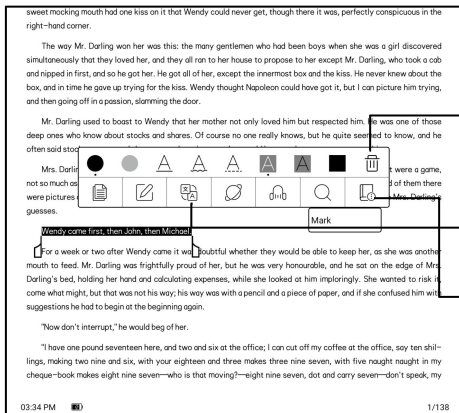 sweet mocking mouth had one kiss on it that Wendy could never get, though there it was, perfectly conspicuous in the
right-hand corner.
The way Mr. Darling won her was this: the many gentlemen who had been boys when she was a girl discovered
simultaneously that they loved her, and they all ran to her house to propose to her except Mr. Darling, who took a cab
and nipped in first, and so he got her. He got all of her, except the innermost box and the kiss. He never knew about the
box, and in time he gave up trying for the kiss. Wendy thought Napoleon could have got it, but I can picture him trying,
and then going off in a passion, slamming the door.
Mr. Darling used to boast to Wendy that her mother not only loved him but respected him. He was one of those
deep ones who know about stocks and shares. Of course no one really knows, but he quite seemed to know, and he
often said
A A A A A
Mrs. t were a game,
not so much as d of them there
were pictures Mrs. Darling's
guesses.
Mark
Wendy came first, then John, then Michael.
For a week or two after Wendy came it was doubtful whether they would be able to keep her, as she was another
mouth to feed. Mr. Darling was frightfully proud of her, but he was very honourable, and he sat on the edge of Mrs.
Darling's bed, holding her hand and calculating expenses, while she looked at him imploringly. She wanted to risk it,
come what might, but that was not his way; his way was with a pencil and a piece of paper, and if she confused him with
suggestions he had to begin at the beginning again.
"Now don't interrupt," he would beg of her.
"I have one pound seventeen here, and two and six at the office; I can cut off my coffee at the office, say ten shil-
lings, making two nine and six, with your eighteen and three makes three nine seven, with five naught naught in my
cheque-book makes eight nine seven—who is that moving?—eight nine seven, dot and carry seven—don't speak, my
03:34 PM 1/138